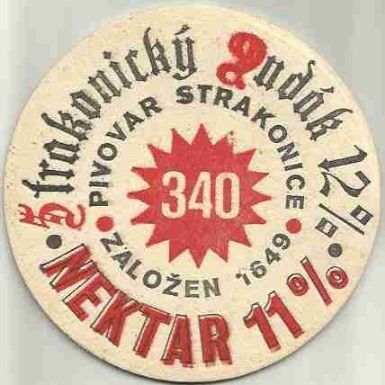 Strakonický Dudák 12%
PIVOVAR STRAKONICE
340
ZALOŽEN 1649
NEKTAR 11%